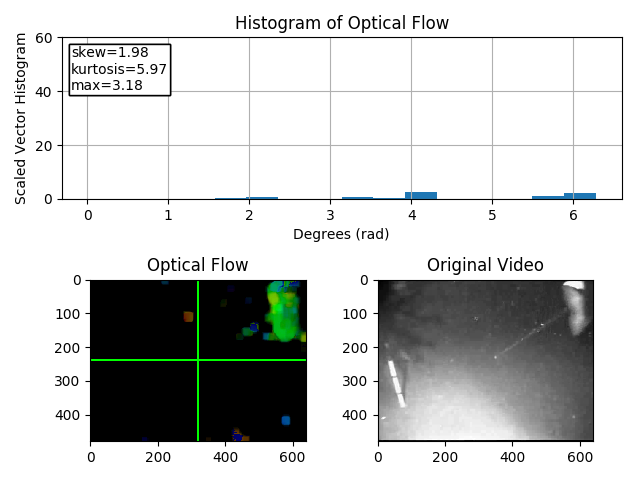 Histogram of Optical Flow
Scaled Vector Histogram
60
40
20
0
skew=1.98
kurtosis=5.97
max=3.18
0 1 2 3 4 5 6
Degrees (rad)
Optical Flow
0
100
200
300
400
0 200 400 600
Original Video
0
100
200
300
400
0 200 400 600